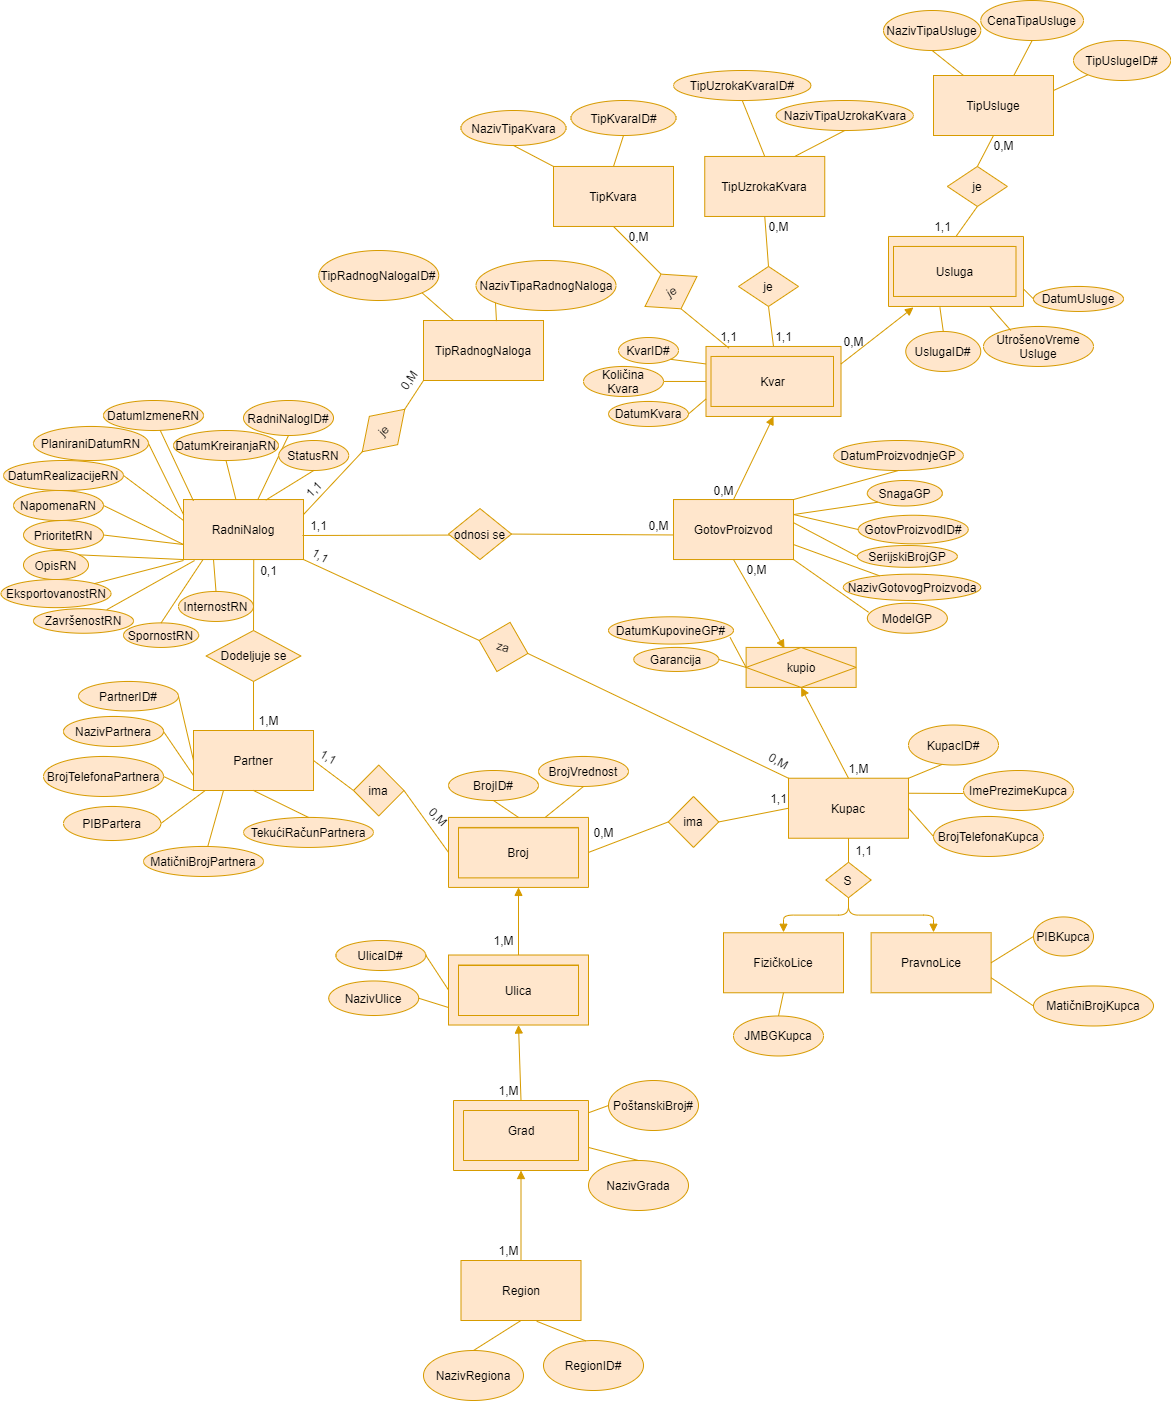 CenaTipaUsluge
NazivTipaUsluge
TipUslugeID#
TipUsluge
0,M
je
1,1
Usluga
DatumUsluge
UtrošenoVreme
Usluge
UslugaID#
TipUzrokaKvaraID#
NazivTipaUzrokaKvara
TipUzrokaKvara
0,M
je
1,1
TipKvaraID#
NazivTipaKvara
TipKvara
0,M
je
1,1
KvarID#
Količina
Kvara
DatumKvara
Kvar
0,M
TipRadnogNalogaID#
NazivTipaRadnogNaloga
TipRadnogNaloga
0,M
je
1,1
DatumIzmeneRN
RadniNalogID#
PlaniraniDatumRN
DatumKreiranjaRN
StatusRN
DatumRealizacijeRN
NapomenaRN
PrioritetRN
OpisRN
EksportovanostRN
ZavršenostRN
SpornostRN
InternostRN
RadniNalog
1,1
odnosi se
0,M
1,1
za
0,M
0,1
Dodeljuje se
1,M
0,M
GotovProizvod
DatumProizvodnjeGP
SnagaGP
GotovProizvodID#
SerijskiBrojGP
NazivGotovogProizvoda
ModelGP
0,M
DatumKupovineGP#
Garancija
kupio
1,M
PartnerID#
NazivPartnera
BrojTelefonaPartnera
PIBPartera
MatičniBrojPartnera
TekućiRačunPartnera
Partner
1,1
ima
0,M
BrojID#
BrojVrednost
Broj
0,M
ima
1,1
Kupac
KupacID#
ImePrezimeKupca
BrojTelefonaKupca
1,1
S
FizičkoLice
PravnoLice
PIBKupca
MatičniBrojKupca
JMBGKupca
1,M
UlicaID#
NazivUlice
Ulica
1,M
Grad
PoštanskiBroj#
NazivGrada
1,M
Region
NazivRegiona
RegionID#